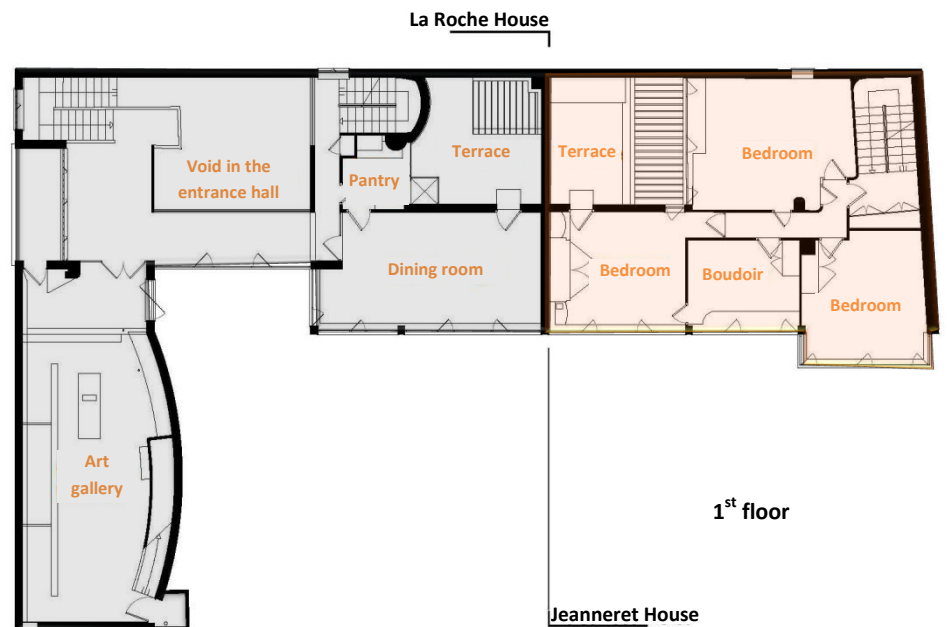 La Roche House
Void in the
entrance hall
Pantry
Terrace
Terrace
Bedroom
Dining room
Bedroom
Boudoir
Bedroom
Art
gallery
1st floor
Jeanneret House